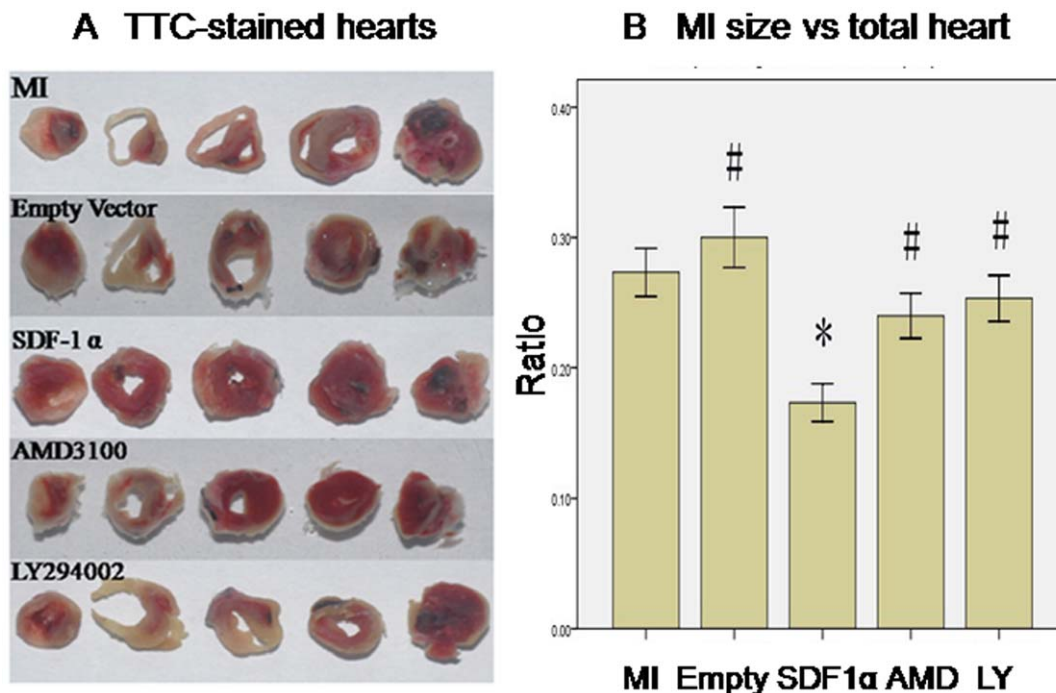 A TTC-stained hearts
MI
Empty Vector
SDF-1 α
AMD3100
LY294002
B MI size vs total heart
Ratio
0.40
#
#
#
0.30
*
0.20
0.10
0.00
MI Empty SDF1α AMD LY